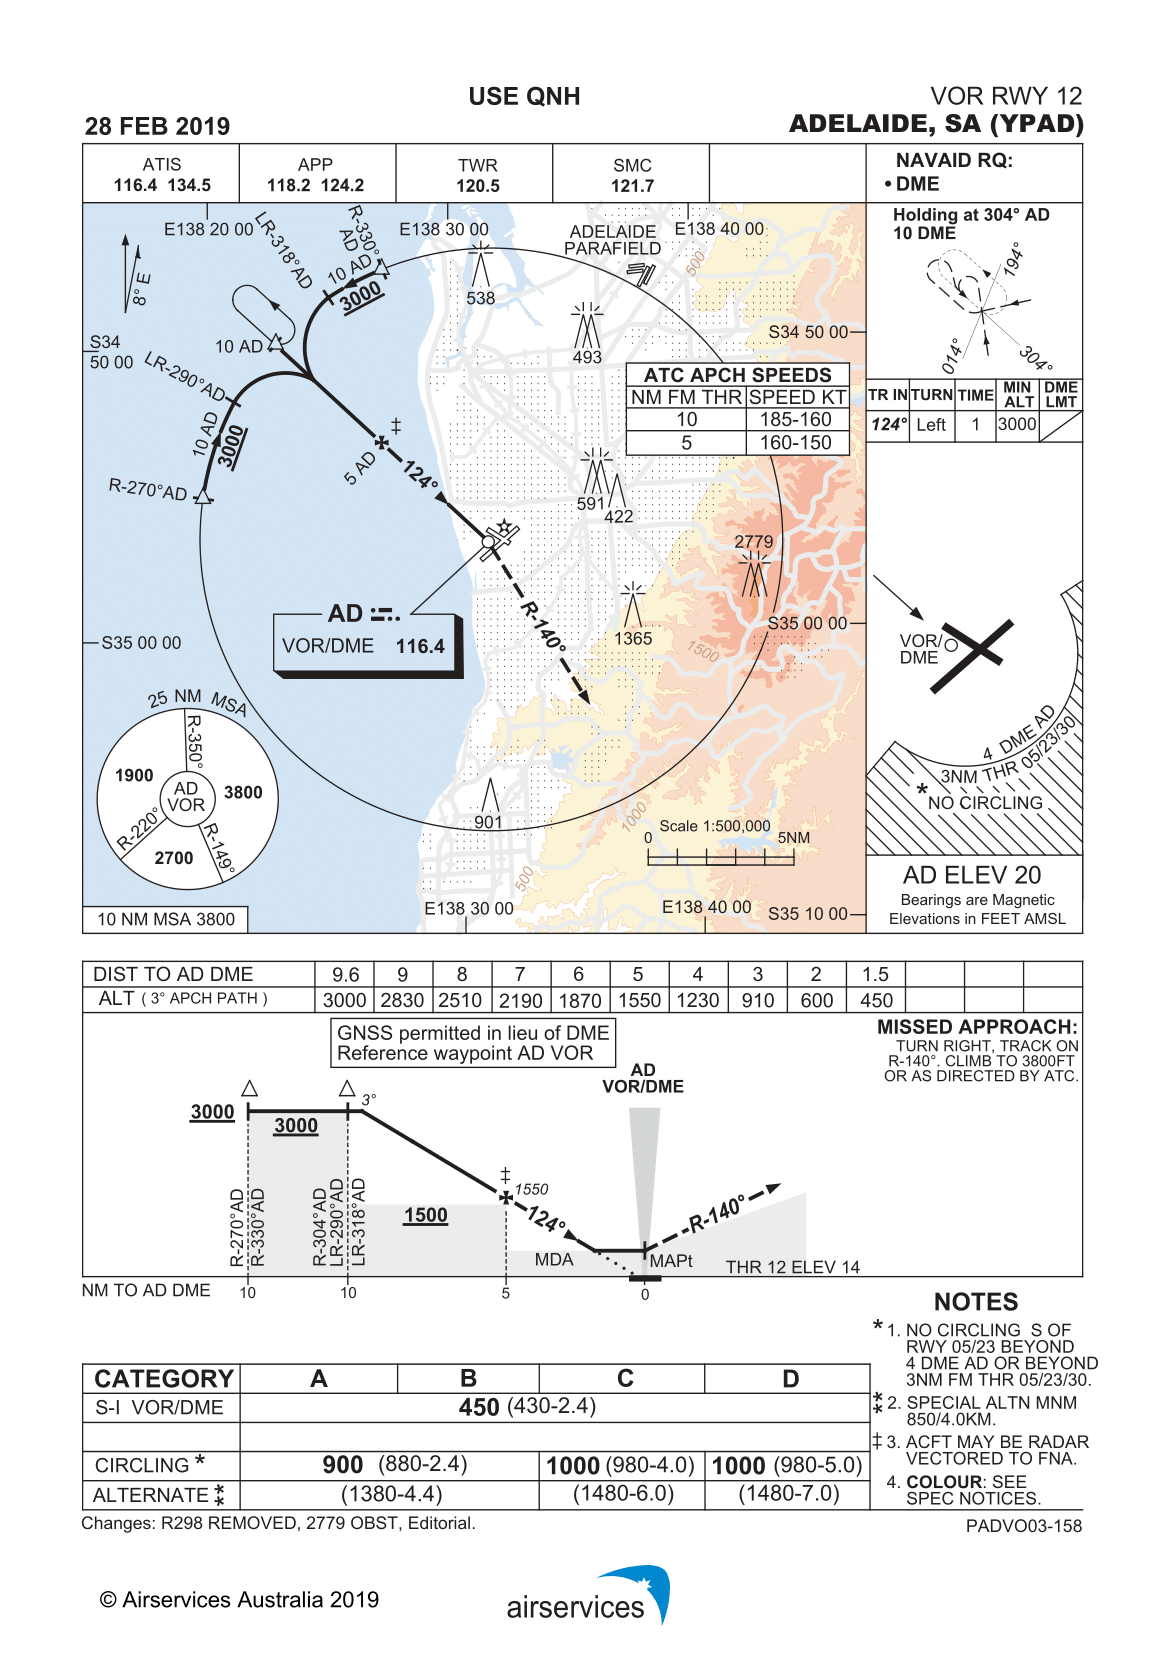 USE QNH
VOR RWY 12
28 FEB 2019
ADELAIDE, SA (YPAD)
ATIS
116.4 134.5
APP
118.2 124.2
TWR
120.5
SMC
121.7
NAVAID RQ:
• DME
E138 20 00
LR-318°AD
R-330°
AD
E138 30 00
ADELAIDE
PARAFIELD
E138 40 00
500
8° E
10 AD
3000
538
493
S34 50 00
S34
50 00
10 AD
LR-290°AD
10 AD
3000
R-270°AD
5 AD
‡
124°
ATC APCH SPEEDS
NM FM THR SPEED KT
10 185-160
5 160-150
591
422
2779
1365
S35 00 00
1500
R-140°
AD
VOR/DME 116.4
S35 00 00
25 NM MSA
R-350°
1900
AD
VOR
3800
R-220°
R-149°
2700
10 NM MSA 3800
901
1000
500
Scale 1:500,000
0 5NM
E138 30 00
E138 40 00
S35 10 00
Holding at 304° AD
10 DME
194°
014°
304°
TR IN TURN TIME MIN ALT DME LMT
124° Left 1 3000
VOR/
DME
4 DME AD
3NM THR 05/23/30
* NO CIRCLING
AD ELEV 20
Bearings are Magnetic
Elevations in FEET AMSL
DIST TO AD DME 9.6 9 8 7 6 5 4 3 2 1.5
ALT ( 3° APCH PATH ) 3000 2830 2510 2190 1870 1550 1230 910 600 450
GNSS permitted in lieu of DME
Reference waypoint AD VOR
MISSED APPROACH:
TURN RIGHT, TRACK ON
R-140°. CLIMB TO 3800FT
OR AS DIRECTED BY ATC.
AD
VOR/DME
3000
3000
3°
‡
1550
1500
124°
R-140°
R-270°AD
R-330°AD
R-304°AD
LR-290°AD
LR-318°AD
MDA
MAPt
THR 12 ELEV 14
NM TO AD DME 10 10 5 0
NOTES
* 1. NO CIRCLING S OF
RWY 05/23 BEYOND
4 DME AD OR BEYOND
3NM FM THR 05/23/30.
** 2. SPECIAL ALTN MNM
850/4.0KM.
‡ 3. ACFT MAY BE RADAR
VECTORED TO FNA.
4. COLOUR: SEE
SPEC NOTICES.
CATEGORY A B C D
S-I VOR/DME 450 (430-2.4)
CIRCLING * 900 (880-2.4) 1000 (980-4.0) 1000 (980-5.0)
ALTERNATE ** (1380-4.4) (1480-6.0) (1480-7.0)
Changes: R298 REMOVED, 2779 OBST, Editorial.
PADVO03-158
© Airservices Australia 2019
airservices